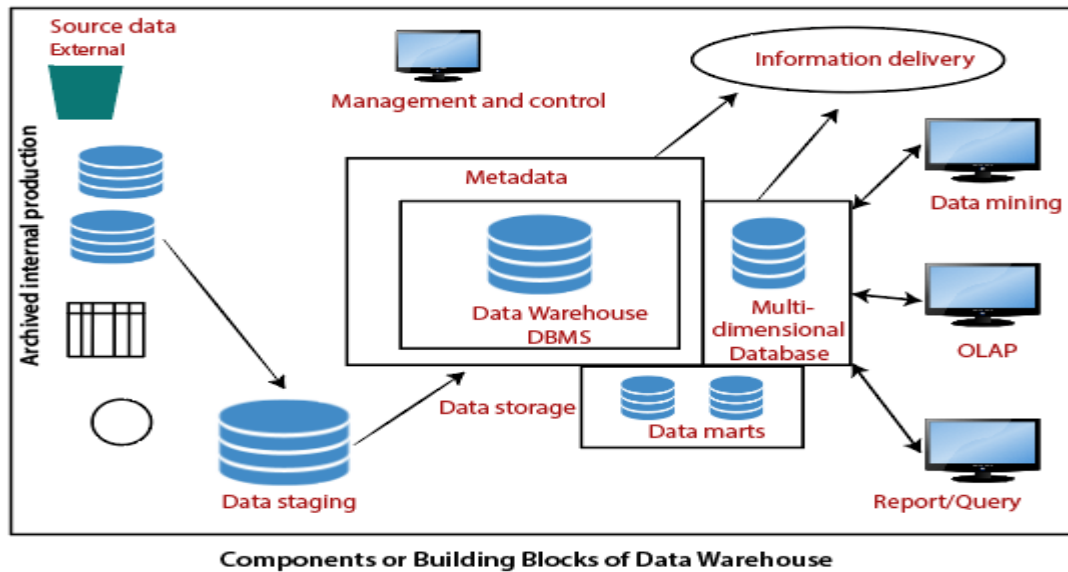 Source data
External
Archived internal production
Management and control
Information delivery
Metadata
Data Warehouse
DBMS
Multi-
dimensional
Database
Data mining
OLAP
Data storage
Data marts
Data staging
Report/Query
Components or Building Blocks of Data Warehouse